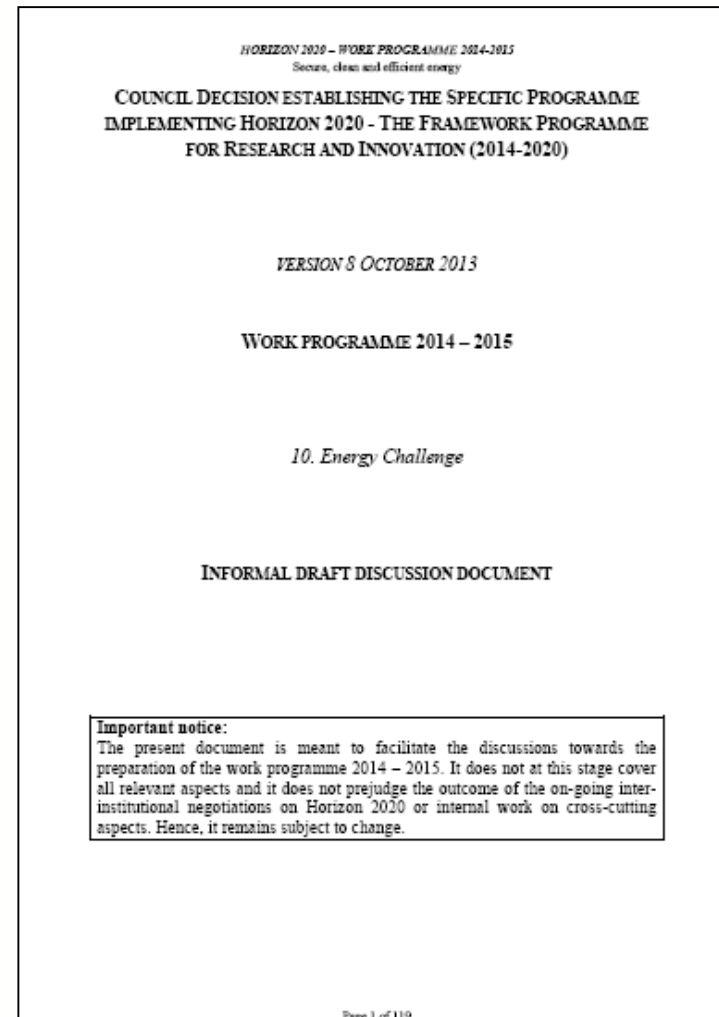 HORIZON 2020 – WORK PROGRAMME 2014-2015
Secure, clean and efficient energy
COUNCIL DECISION ESTABLISHING THE SPECIFIC PROGRAMME
IMPLEMENTING HORIZON 2020 - THE FRAMEWORK PROGRAMME
FOR RESEARCH AND INNOVATION (2014-2020)
VERSION 8 OCTOBER 2013
WORK PROGRAMME 2014 – 2015
10. Energy Challenge
INFORMAL DRAFT DISCUSSION DOCUMENT
Important notice:
The present document is meant to facilitate the discussions towards the
preparation of the work programme 2014 – 2015. It does not at this stage cover
all relevant aspects and it does not prejudge the outcome of the on-going inter-
institutional negotiations on Horizon 2020 or internal work on cross-cutting
aspects. Hence, it remains subject to change.
Page 1 of 119